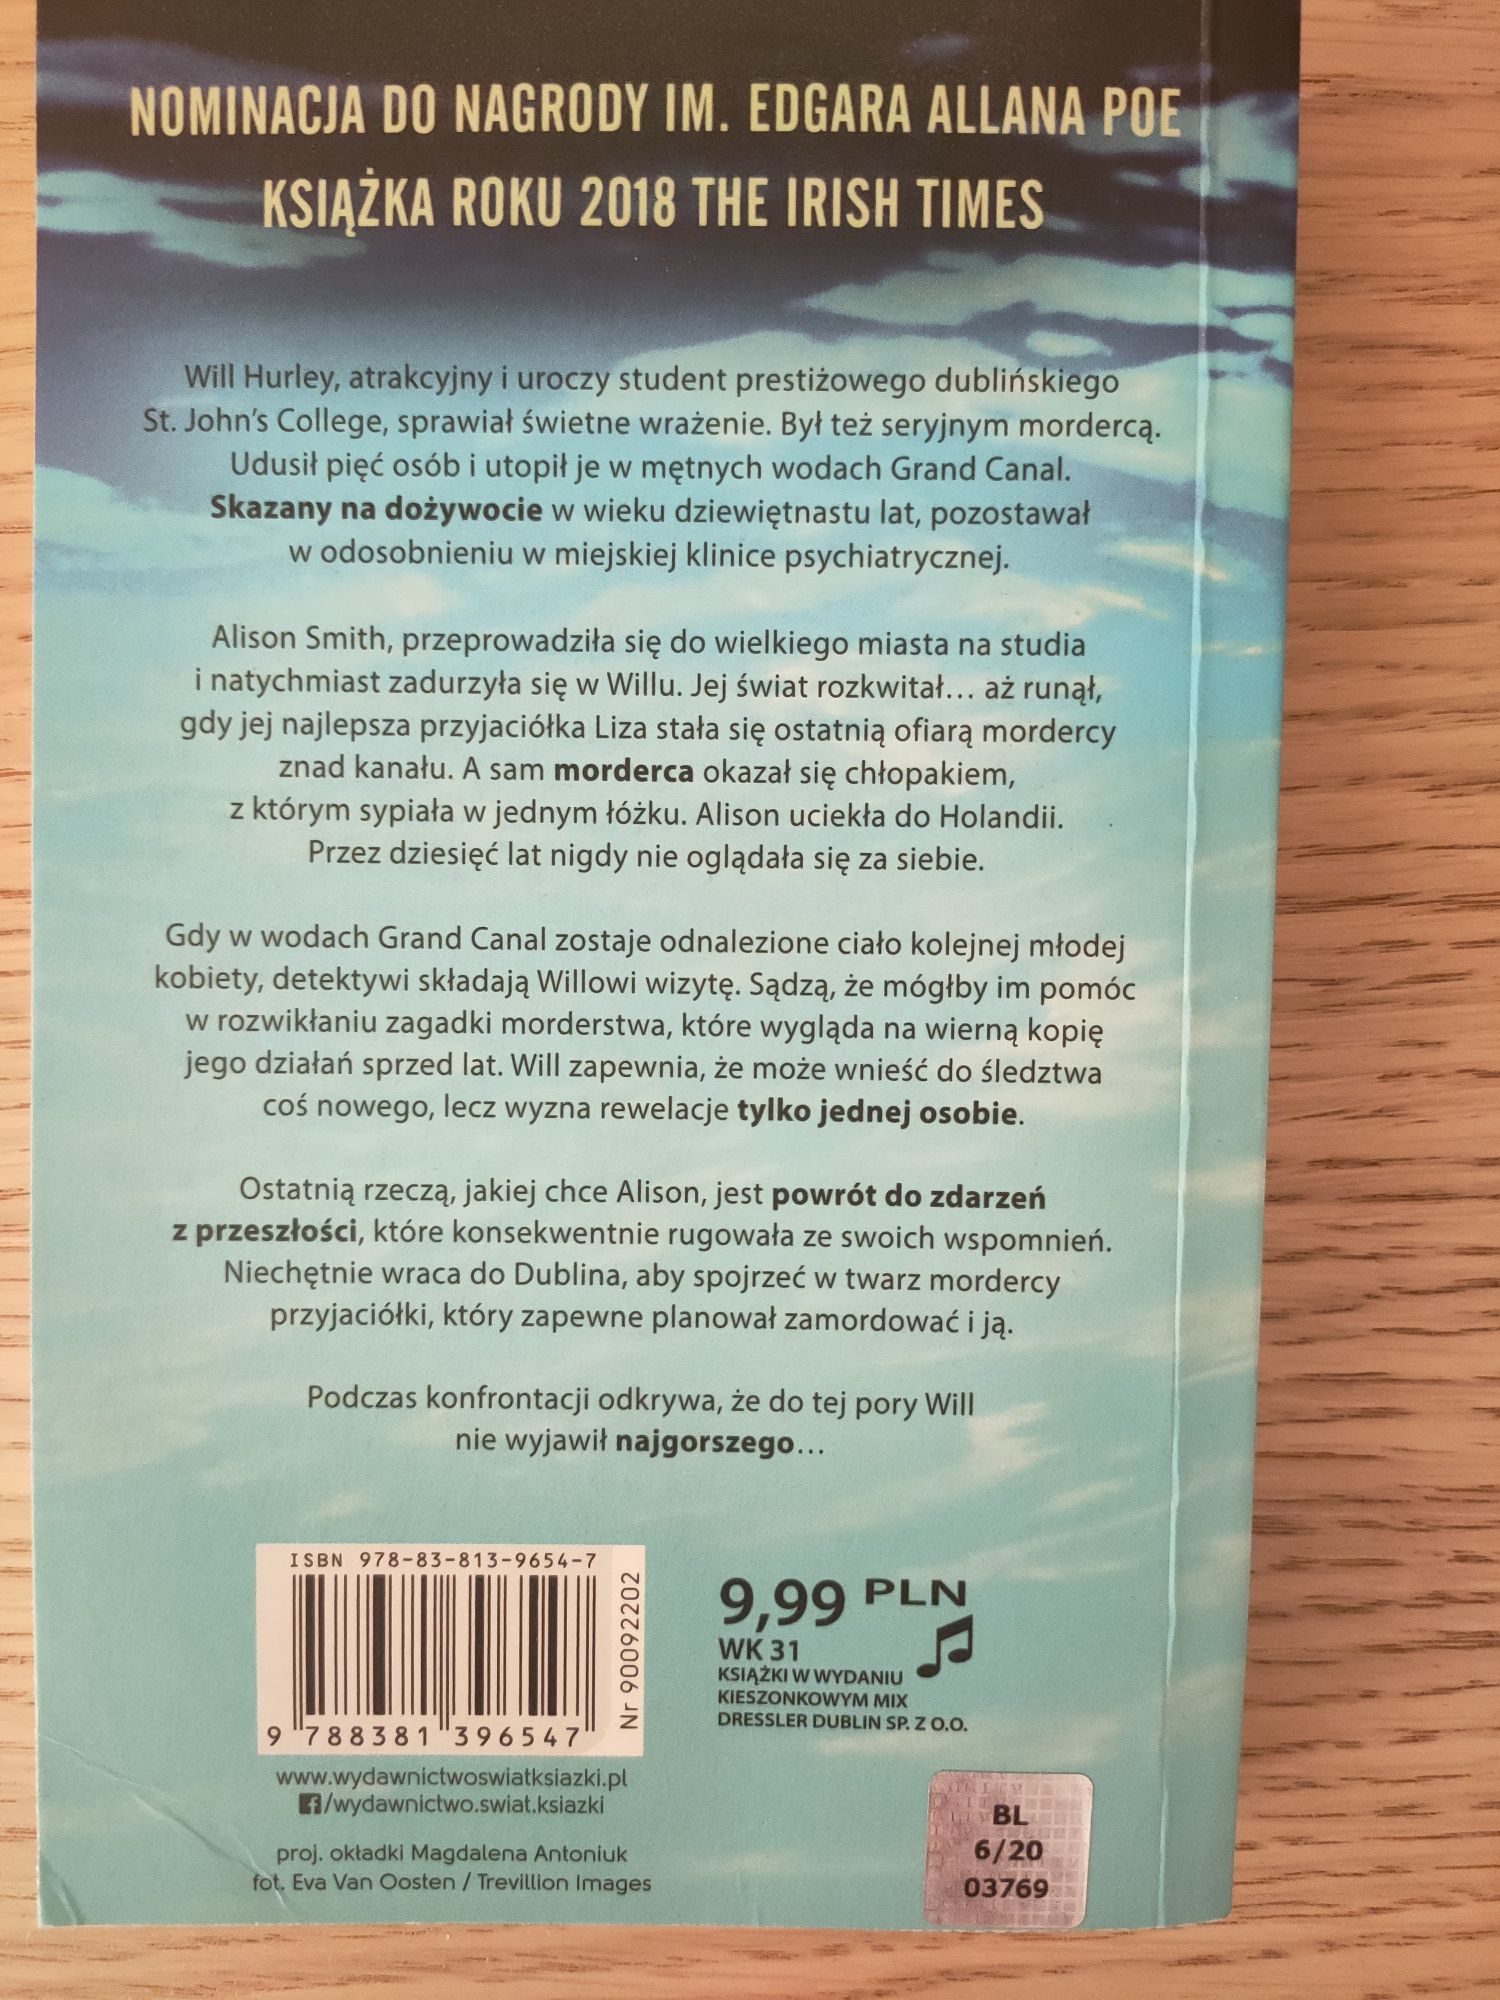 NOMINACJA DO NAGRODY IM. EDGARA ALLANA POE
KSIĄŻKA ROKU 2018 THE IRISH TIMES
Will Hurley, atrakcyjny i uroczy student prestiżowego dublińskiego
St. John's College, sprawiał świetne wrażenie. Był też seryjnym mordercą.
Udusił pięć osób i utopił je w mętnych wodach Grand Canal.
Skazany na dożywocie w wieku dziewiętnastu lat, pozostawał
w odosobnieniu w miejskiej klinice psychiatrycznej.
Alison Smith, przeprowadziła się do wielkiego miasta na studia
i natychmiast zadurzyła się w Willu. Jej świat rozkwitał... aż runął,
gdy jej najlepsza przyjaciółka Liza stała się ostatnią ofiarą mordercy
znad kanału. A sam morderca okazał się chłopakiem,
z którym sypiała w jednym łóżku. Alison uciekła do Holandii.
Przez dziesięć lat nigdy nie oglądała się za siebie.
Gdy w wodach Grand Canal zostaje odnalezione ciało kolejnej młodej
kobiety, detektywi składają Willowi wizytę. Sądzą, że mógłby im pomóc
w rozwikłaniu zagadki morderstwa, które wygląda na wierną kopię
jego działań sprzed lat. Will zapewnia, że może wnieść do śledztwa
coś nowego, lecz wyzna rewelacje tylko jednej osobie.
Ostatnią rzeczą, jakiej chce Alison, jest powrót do zdarzeń
z przeszłości, które konsekwentnie rugowała ze swoich wspomnień.
Niechętnie wraca do Dublina, aby spojrzeć w twarz mordercy
przyjaciółki, który zapewne planował zamordować i ją.
Podczas konfrontacji odkrywa, że do tej pory Will
nie wyjawił najgorszego...
ISBN 978-83-813-9654-7
9 788381 396547
Nr 90092202
9,99 PLN
WK 31
KSIĄŻKI W WYDANIU
KIESZONKOWYM MIX
DRESSLER DUBLIN SP. Z O.O.
www.wydawnictwoswiatksiazki.pl
f/wydawnictwo.swiat.ksiazki
proj. okładki Magdalena Antoniuk
fot. Eva Van Oosten / Trevillion Images
BL
6/20
03769